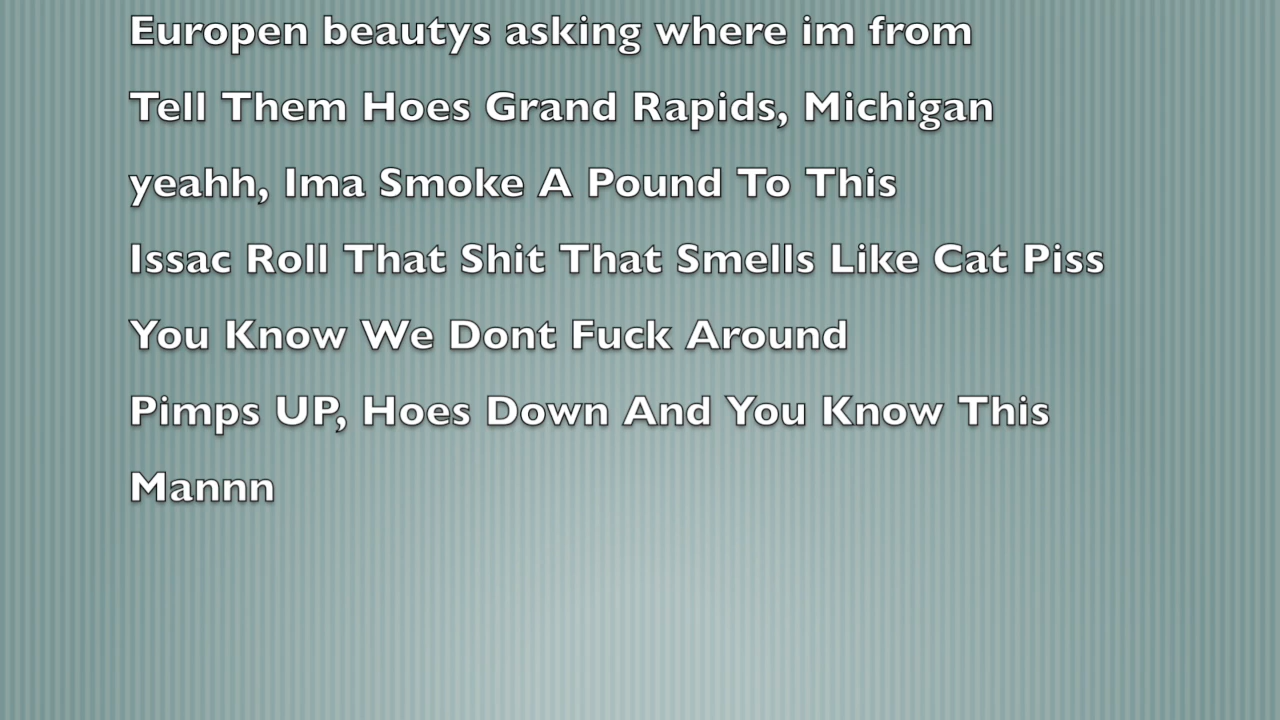 Europen beautys asking where im from
Tell Them Hoes Grand Rapids, Michigan
yeahh, Ima Smoke A Pound To This
Issac Roll That Shit That Smells Like Cat Piss
You Know We Dont Fuck Around
Pimps UP, Hoes Down And You Know This
Mannn